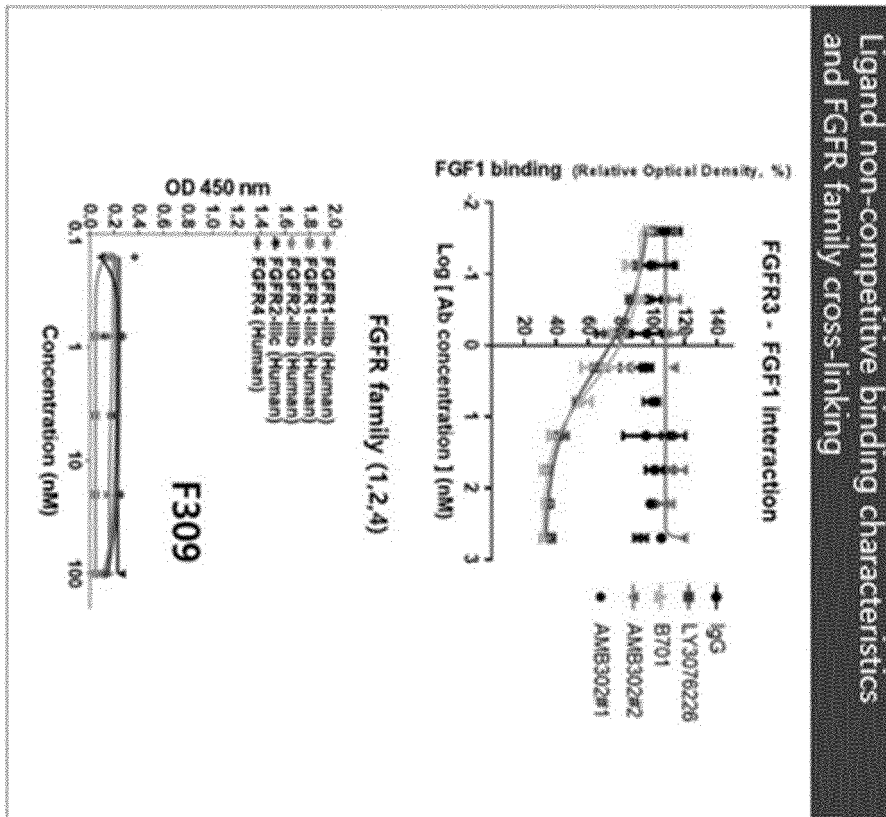 Ligand non-competitive binding characteristics
and FGFR family cross-linking
FGFR3 - FGF1 interaction
FGF1 binding (Relative Optical Density, %)
140
120
100
80
60
40
20
-2
-1
0
1
2
3
Log [ Ab concentration ] (nM)
IgG
LY3076226
B701
AMB302#2
AMB302#1
FGFR family (1,2,4)
OD 450 nm
2.0
1.8
1.6
1.4
1.2
1.0
0.8
0.6
0.4
0.2
0.0
FGFR1-IIIb (Human)
FGFR1-IIIc (Human)
FGFR2-IIIb (Human)
FGFR2-IIIc (Human)
FGFR4 (Human)
F309
0.1
1
10
100
Concentration (nM)